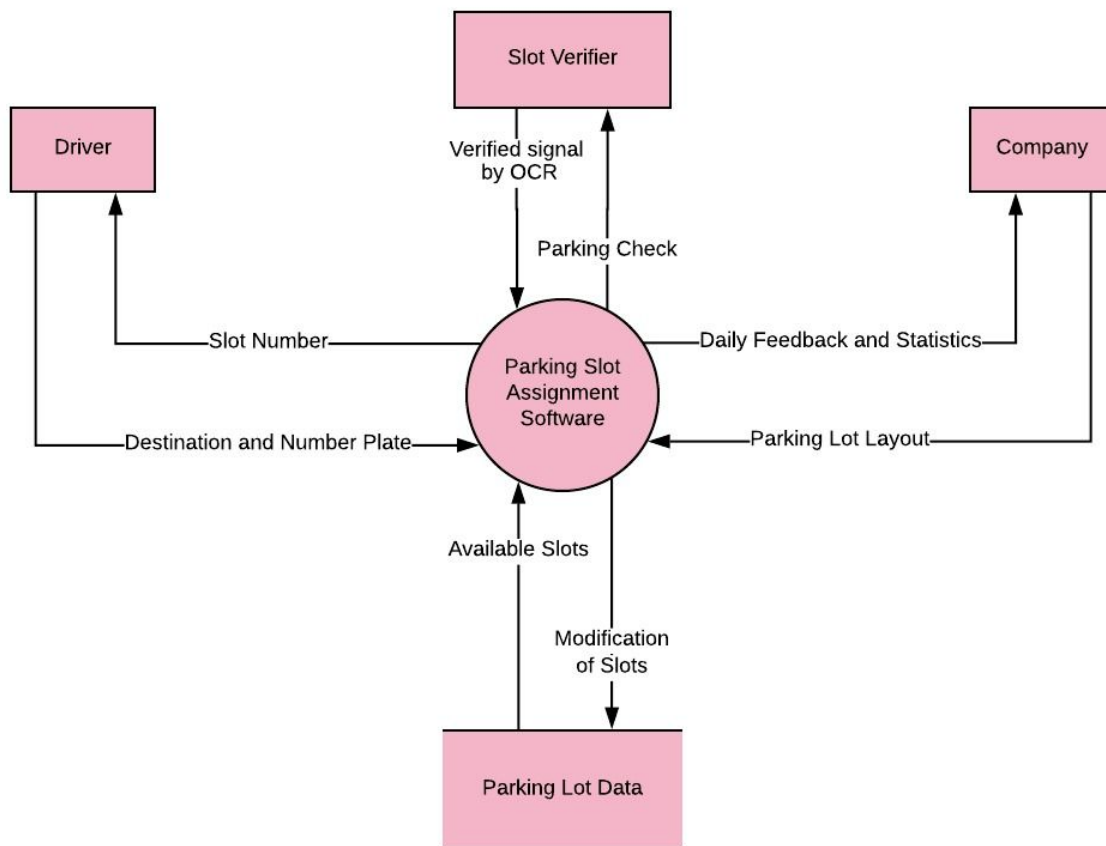 Slot Verifier
Driver
Company
Verified signal
by OCR
Parking Check
Slot Number
Daily Feedback and Statistics
Parking Slot
Assignment
Software
Destination and Number Plate
Parking Lot Layout
Available Slots
Modification
of Slots
Parking Lot Data